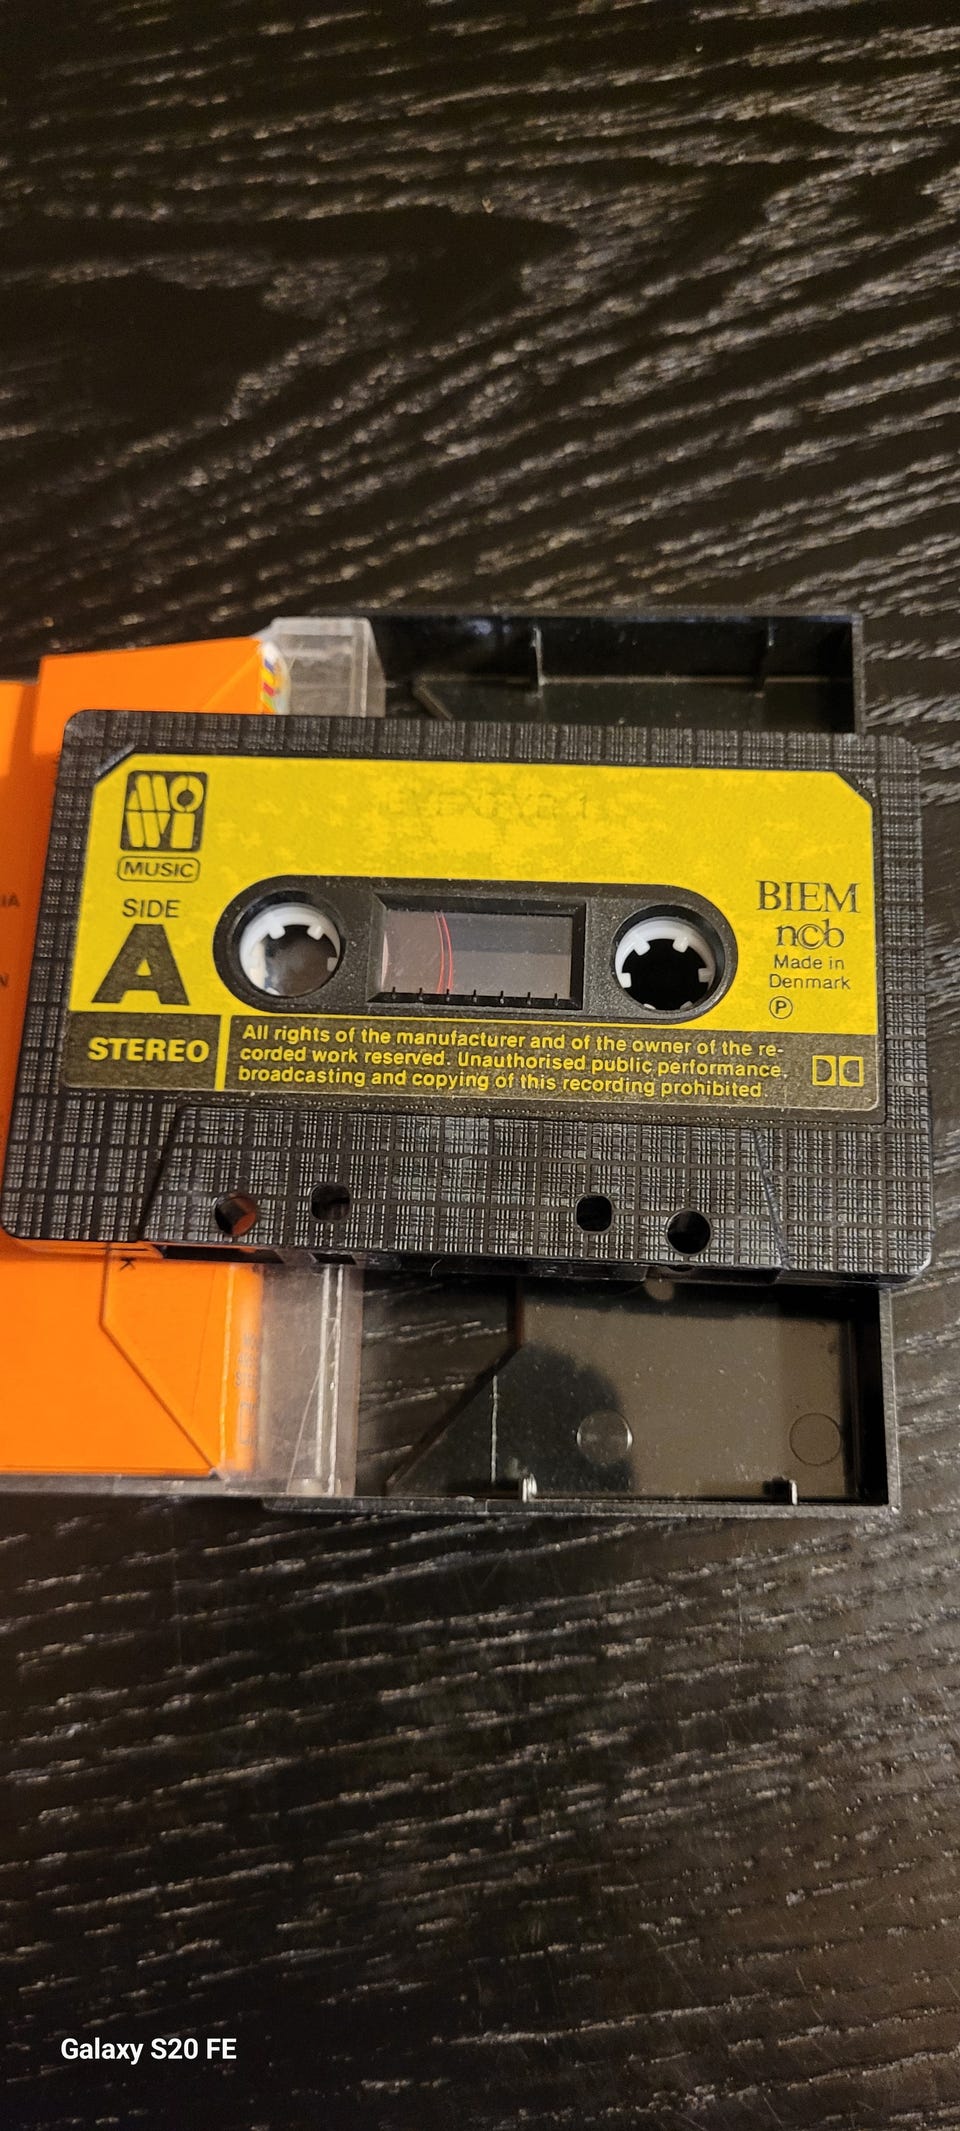 MUSIC
SIDE
A
STEREO
BIEM
ncb
Made in
Denmark
Ⓟ
All rights of the manufacturer and of the owner of the re-
corded work reserved. Unauthorised public performance,
broadcasting and copying of this recording prohibited.
IA
N
K
Galaxy S20 FE